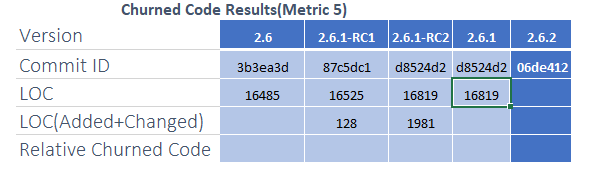 Churned Code Results(Metric 5)
Version 2.6 2.6.1-RC1 2.6.1-RC2 2.6.1 2.6.2
Commit ID 3b3ea3d 87c5dc1 d8524d2 d8524d2 06de412
LOC 16485 16525 16819 16819
LOC(Added+Changed) 128 1981
Relative Churned Code